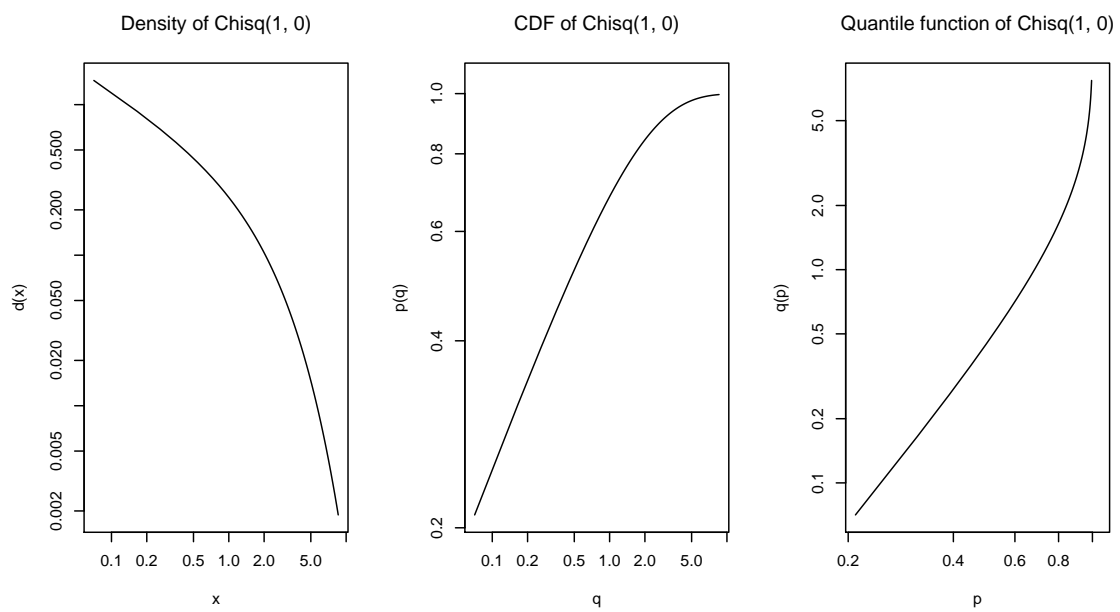 Density of Chisq(1, 0)
d(x)
0.500
0.200
0.050
0.020
0.005
0.002
0.1 0.2 0.5 1.0 2.0 5.0
x
CDF of Chisq(1, 0)
p(q)
1.0
0.8
0.6
0.4
0.2
0.1 0.2 0.5 1.0 2.0 5.0
q
Quantile function of Chisq(1, 0)
q(p)
5.0
2.0
1.0
0.5
0.2
0.1
0.2 0.4 0.6 0.8
p